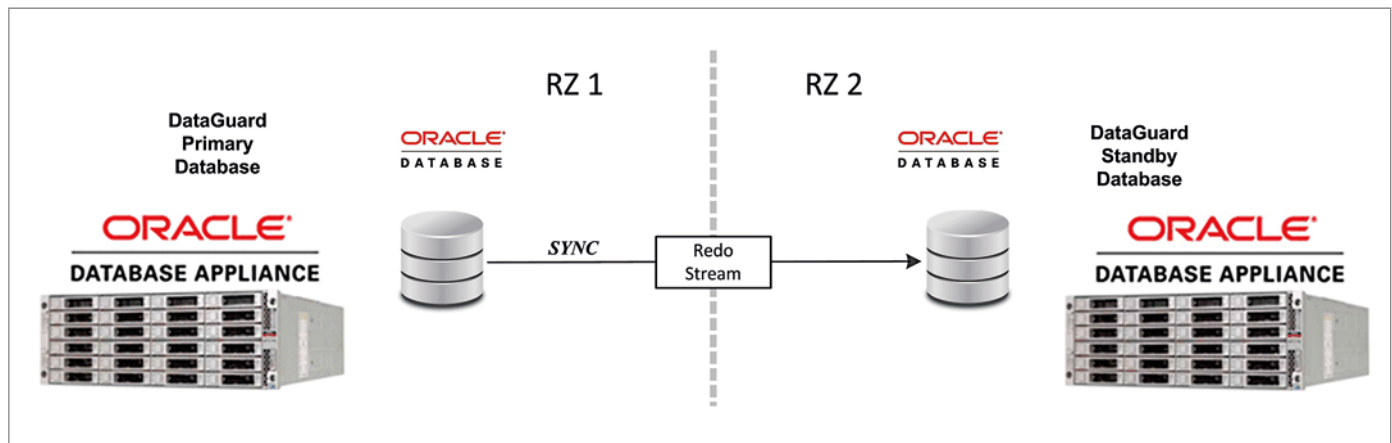 RZ 1
RZ 2
DataGuard
Primary
Database
ORACLE
DATABASE
ORACLE
DATABASE
DataGuard
Standby
Database
ORACLE
DATABASE APPLIANCE
SYNC
Redo
Stream
ORACLE
DATABASE APPLIANCE